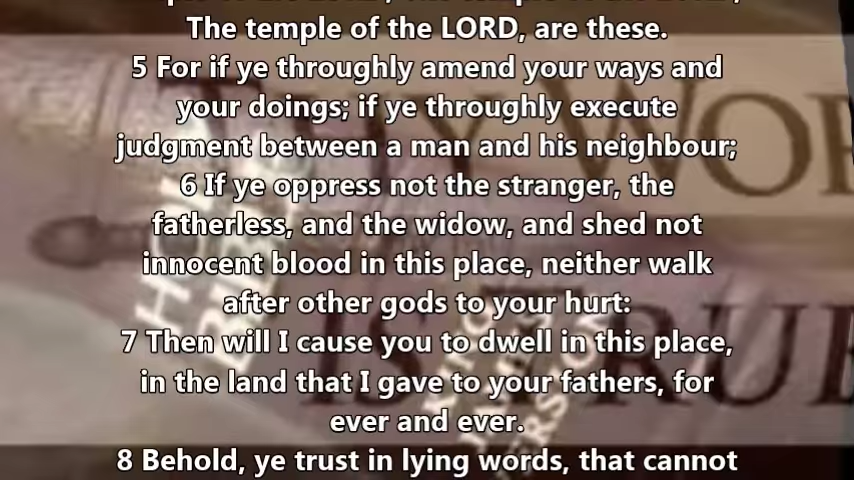 The temple of the LORD, are these.
5 For if ye throughly amend your ways and
your doings; if ye throughly execute
judgment between a man and his neighbour;
6 If ye oppress not the stranger, the
fatherless, and the widow, and shed not
innocent blood in this place, neither walk
after other gods to your hurt:
7 Then will I cause you to dwell in this place,
in the land that I gave to your fathers, for
ever and ever.
8 Behold, ye trust in lying words, that cannot
HOLY
BIBLE
IS TRUE